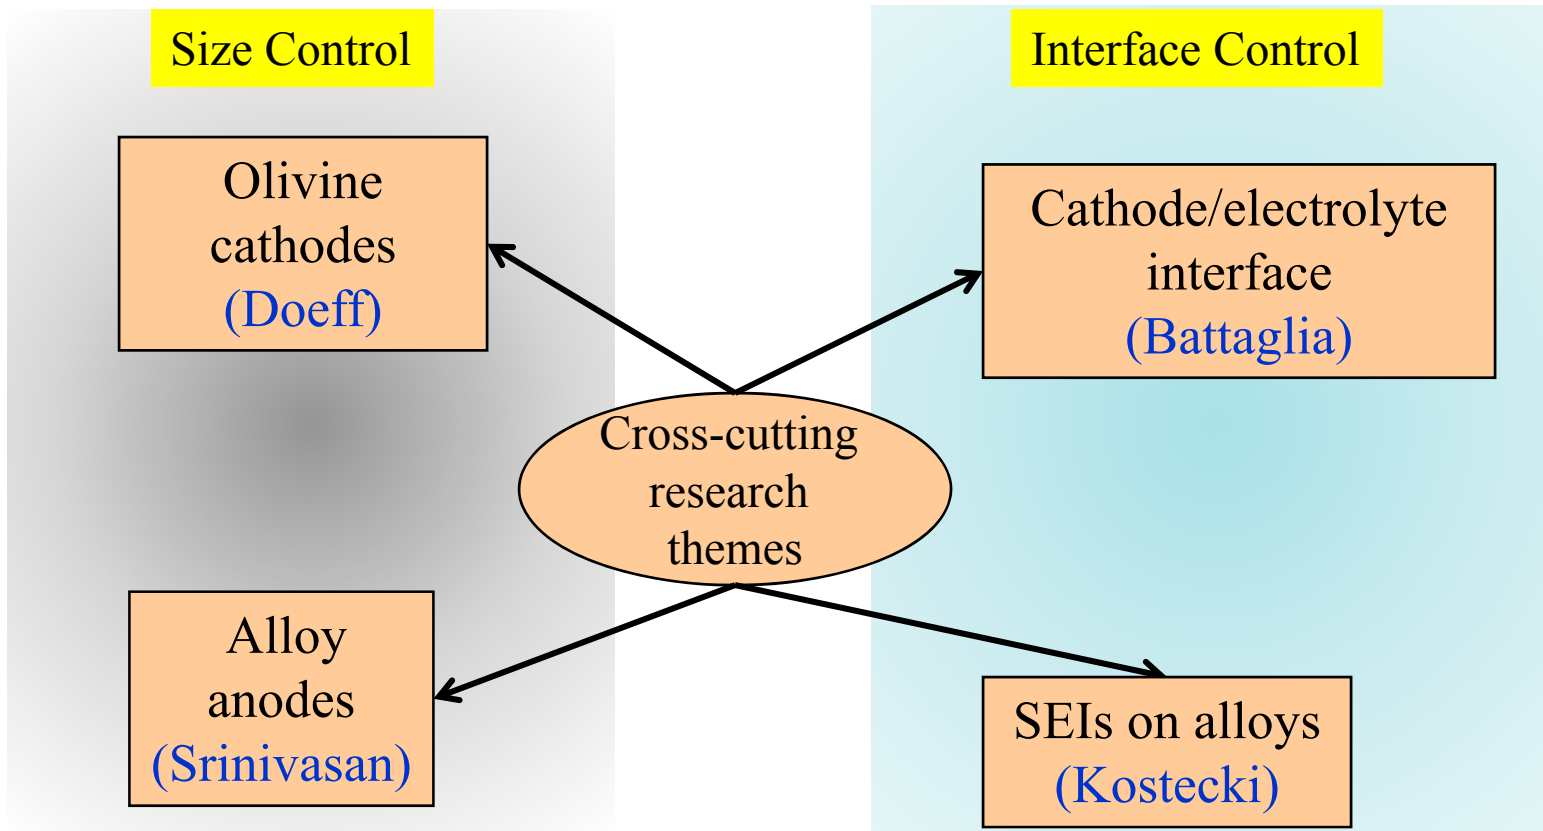 Size Control
Olivine
cathodes
(Doeff)
Alloy
anodes
(Srinivasan)
Cross-cutting
research
themes
Interface Control
Cathode/electrolyte
interface
(Battaglia)
SEIs on alloys
(Kostecki)